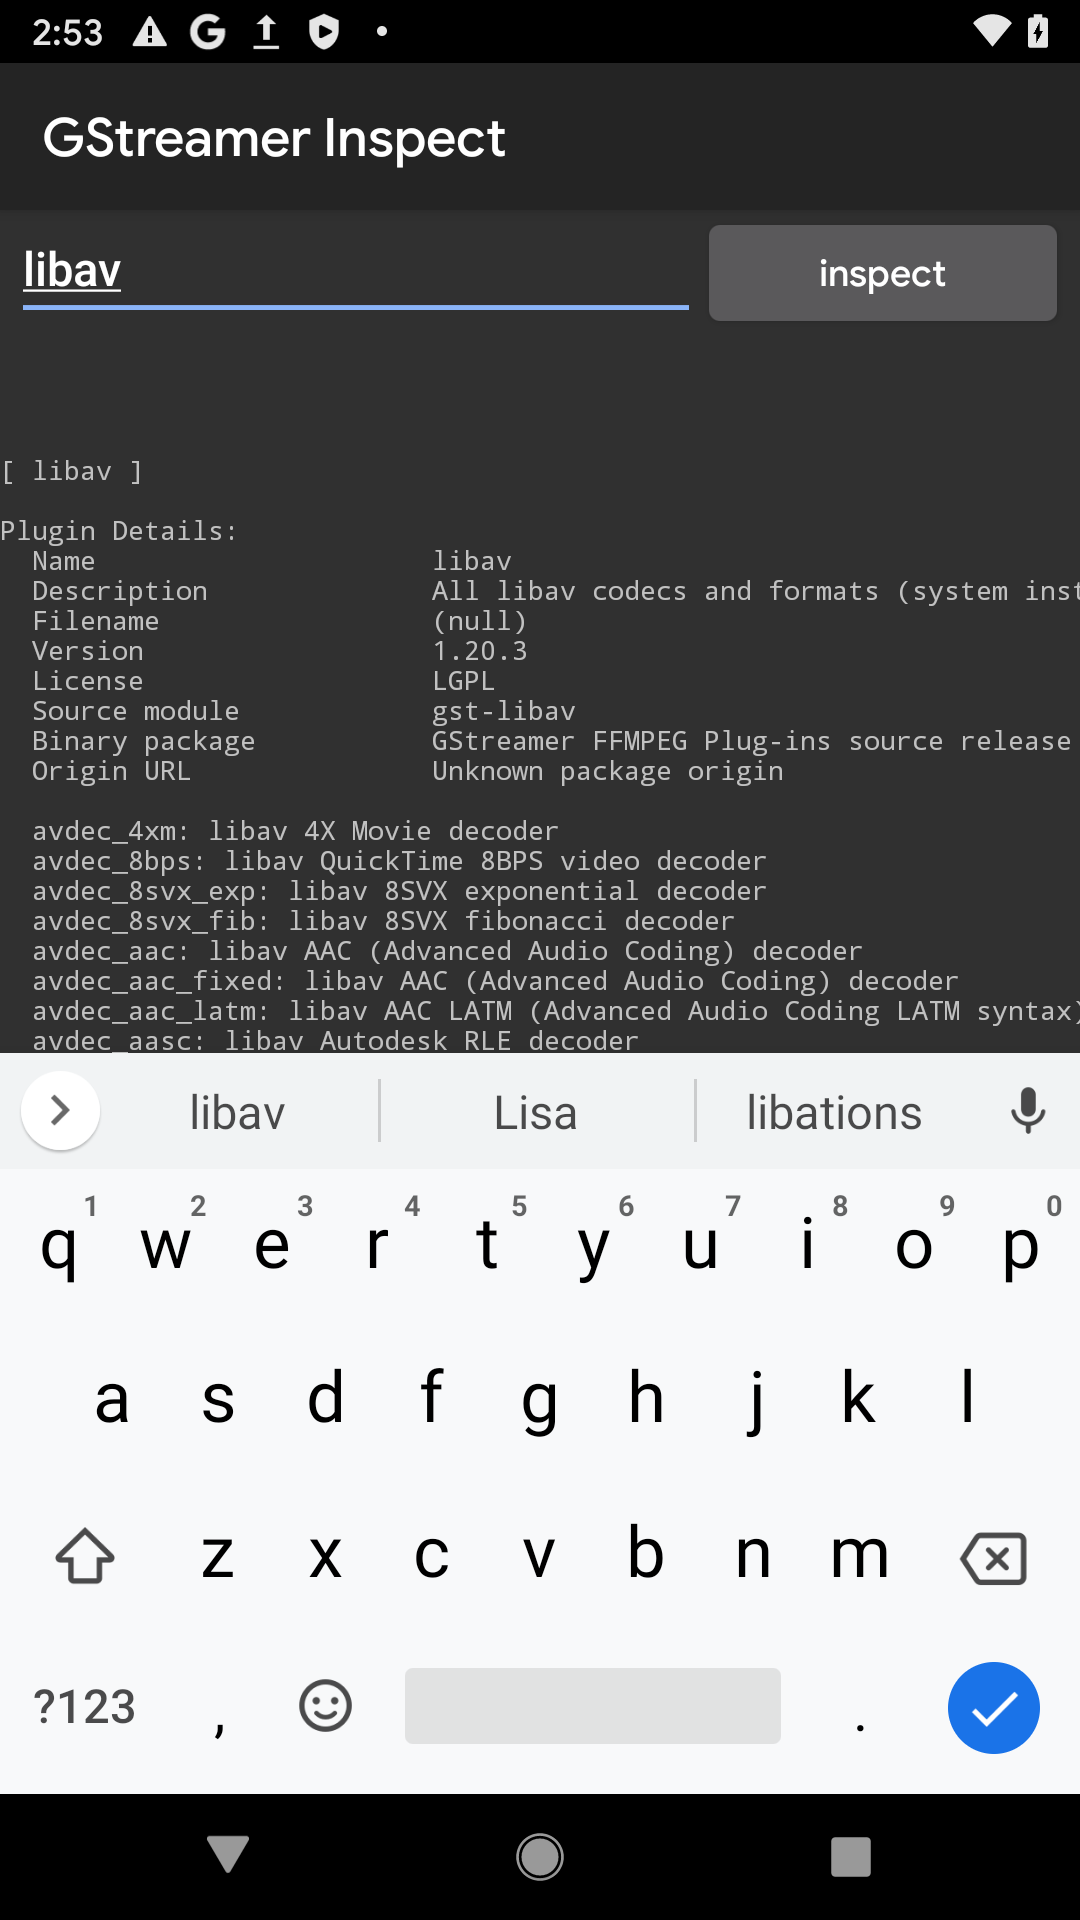 2:53
GStreamer Inspect
libav
inspect
[ libav ]
Plugin Details:
Name libav
Description All libav codecs and formats (system inst
Filename (null)
Version 1.20.3
License LGPL
Source module gst-libav
Binary package GStreamer FFMPEG Plug-ins source release
Origin URL Unknown package origin
avdec_4xm: libav 4X Movie decoder
avdec_8bps: libav QuickTime 8BPS video decoder
avdec_8svx_exp: libav 8SVX exponential decoder
avdec_8svx_fib: libav 8SVX fibonacci decoder
avdec_aac: libav AAC (Advanced Audio Coding) decoder
avdec_aac_fixed: libav AAC (Advanced Audio Coding) decoder
avdec_aac_latm: libav AAC LATM (Advanced Audio Coding LATM syntax)
avdec_aasc: libav Autodesk RLE decoder
libav Lisa libations
1 2 3 4 5 6 7 8 9 0
q w e r t y u i o p
a s d f g h j k l
z x c v b n m
?123 , .